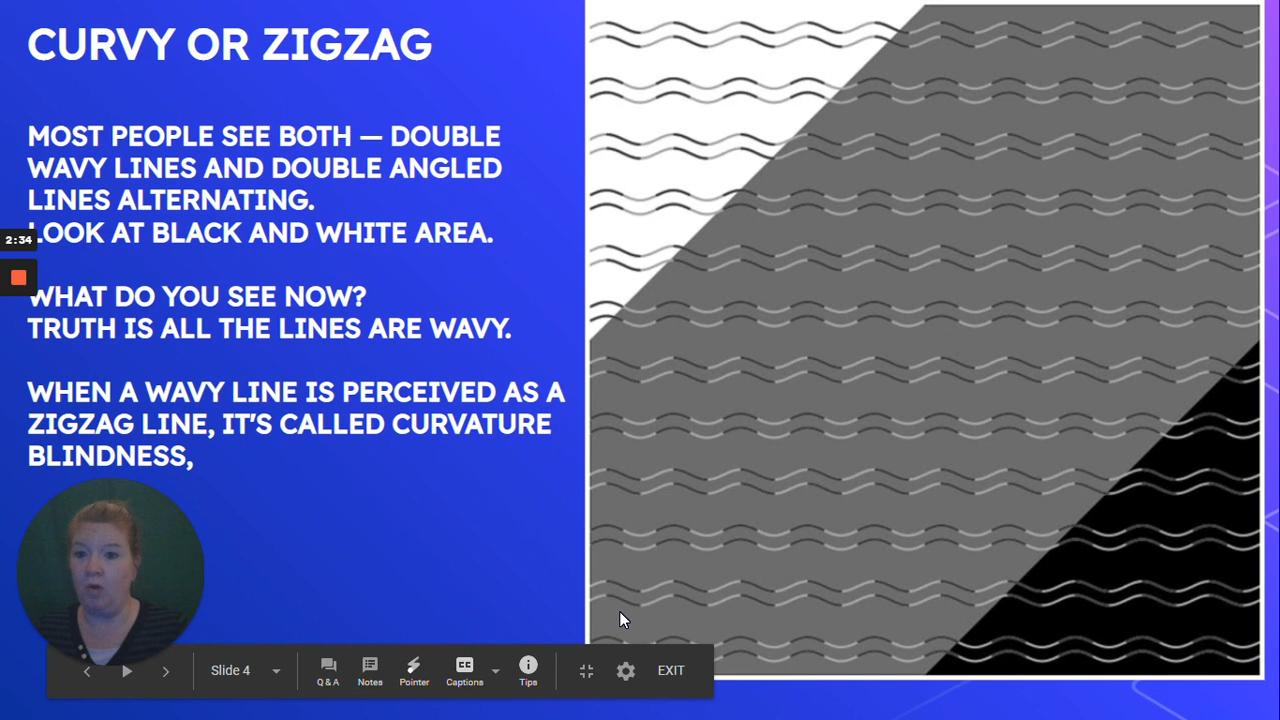 CURVY OR ZIGZAG
MOST PEOPLE SEE BOTH — DOUBLE
WAVY LINES AND DOUBLE ANGLED
LINES ALTERNATING.
LOOK AT BLACK AND WHITE AREA.
2:34
WHAT DO YOU SEE NOW?
TRUTH IS ALL THE LINES ARE WAVY.
WHEN A WAVY LINE IS PERCEIVED AS A
ZIGZAG LINE, IT'S CALLED CURVATURE
BLINDNESS,
Slide 4
Q & A
Notes
Pointer
Captions
Tips
EXIT